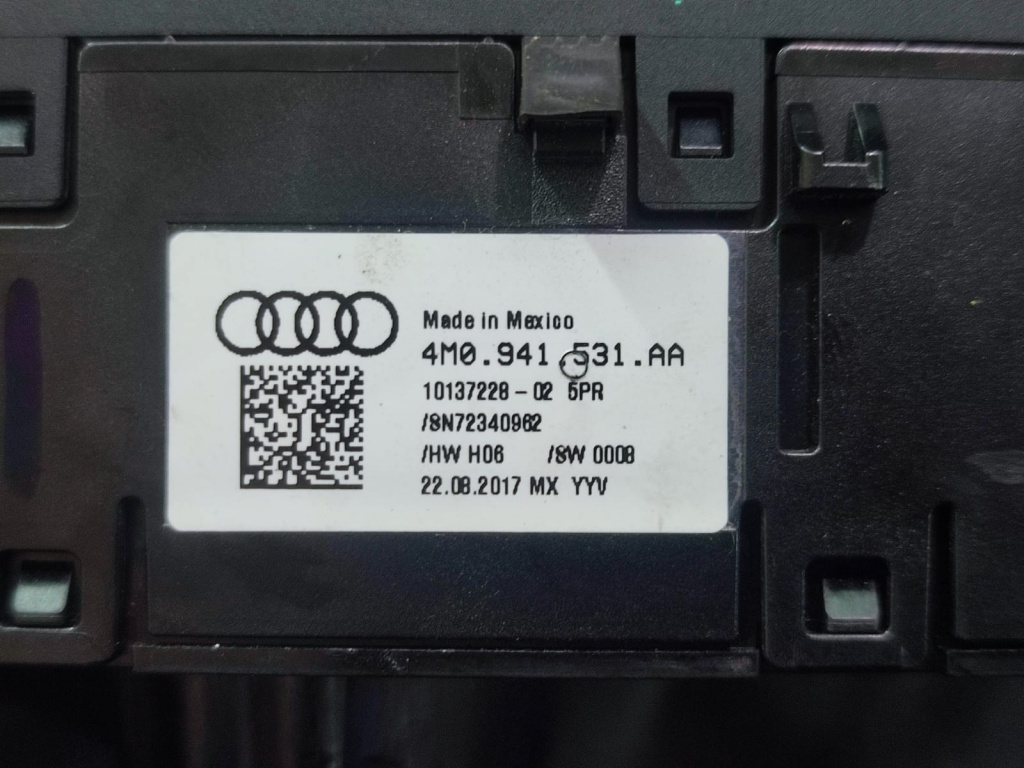 Made in Mexico
4M0.941.531.AA
10137228-02 5PR
/SN72340962
/HW H06 /SW 0008
22.08.2017 MX YYV